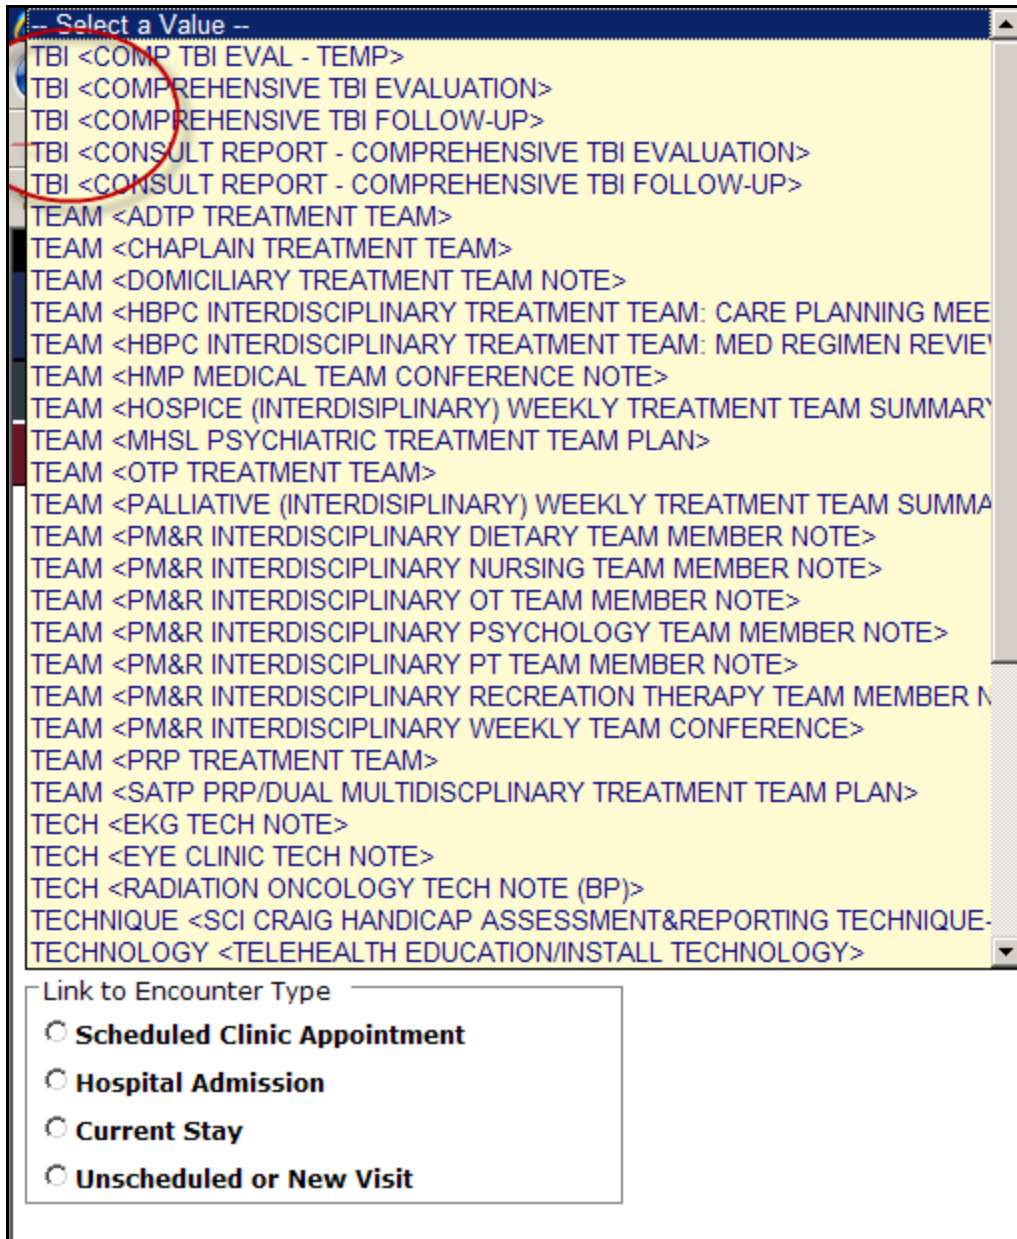 -- Select a Value --
TBI <COMP TBI EVAL - TEMP>
TBI <COMPREHENSIVE TBI EVALUATION>
TBI <COMPREHENSIVE TBI FOLLOW-UP>
TBI <CONSULT REPORT - COMPREHENSIVE TBI EVALUATION>
TBI <CONSULT REPORT - COMPREHENSIVE TBI FOLLOW-UP>
TEAM <ADTP TREATMENT TEAM>
TEAM <CHAPLAIN TREATMENT TEAM>
TEAM <DOMICILIARY TREATMENT TEAM NOTE>
TEAM <HBPC INTERDISCIPLINARY TREATMENT TEAM: CARE PLANNING MEE
TEAM <HBPC INTERDISCIPLINARY TREATMENT TEAM: MED REGIMEN REVIE
TEAM <HMP MEDICAL TEAM CONFERENCE NOTE>
TEAM <HOSPICE (INTERDISIPLINARY) WEEKLY TREATMENT TEAM SUMMARY
TEAM <MHSL PSYCHIATRIC TREATMENT TEAM PLAN>
TEAM <OTP TREATMENT TEAM>
TEAM <PALLIATIVE (INTERDISIPLINARY) WEEKLY TREATMENT TEAM SUMMA
TEAM <PM&R INTERDISCIPLINARY DIETARY TEAM MEMBER NOTE>
TEAM <PM&R INTERDISCIPLINARY NURSING TEAM MEMBER NOTE>
TEAM <PM&R INTERDISCIPLINARY OT TEAM MEMBER NOTE>
TEAM <PM&R INTERDISCIPLINARY PSYCHOLOGY TEAM MEMBER NOTE>
TEAM <PM&R INTERDISCIPLINARY PT TEAM MEMBER NOTE>
TEAM <PM&R INTERDISCIPLINARY RECREATION THERAPY TEAM MEMBER N
TEAM <PM&R INTERDISCIPLINARY WEEKLY TEAM CONFERENCE>
TEAM <PRP TREATMENT TEAM>
TEAM <SATP PRP/DUAL MULTIDISCPLINARY TREATMENT TEAM PLAN>
TECH <EKG TECH NOTE>
TECH <EYE CLINIC TECH NOTE>
TECH <RADIATION ONCOLOGY TECH NOTE (BP)>
TECHNIQUE <SCI CRAIG HANDICAP ASSESSMENT&REPORTING TECHNIQUE-
TECHNOLOGY <TELEHEALTH EDUCATION/INSTALL TECHNOLOGY>
Link to Encounter Type
Scheduled Clinic Appointment
Hospital Admission
Current Stay
Unscheduled or New Visit